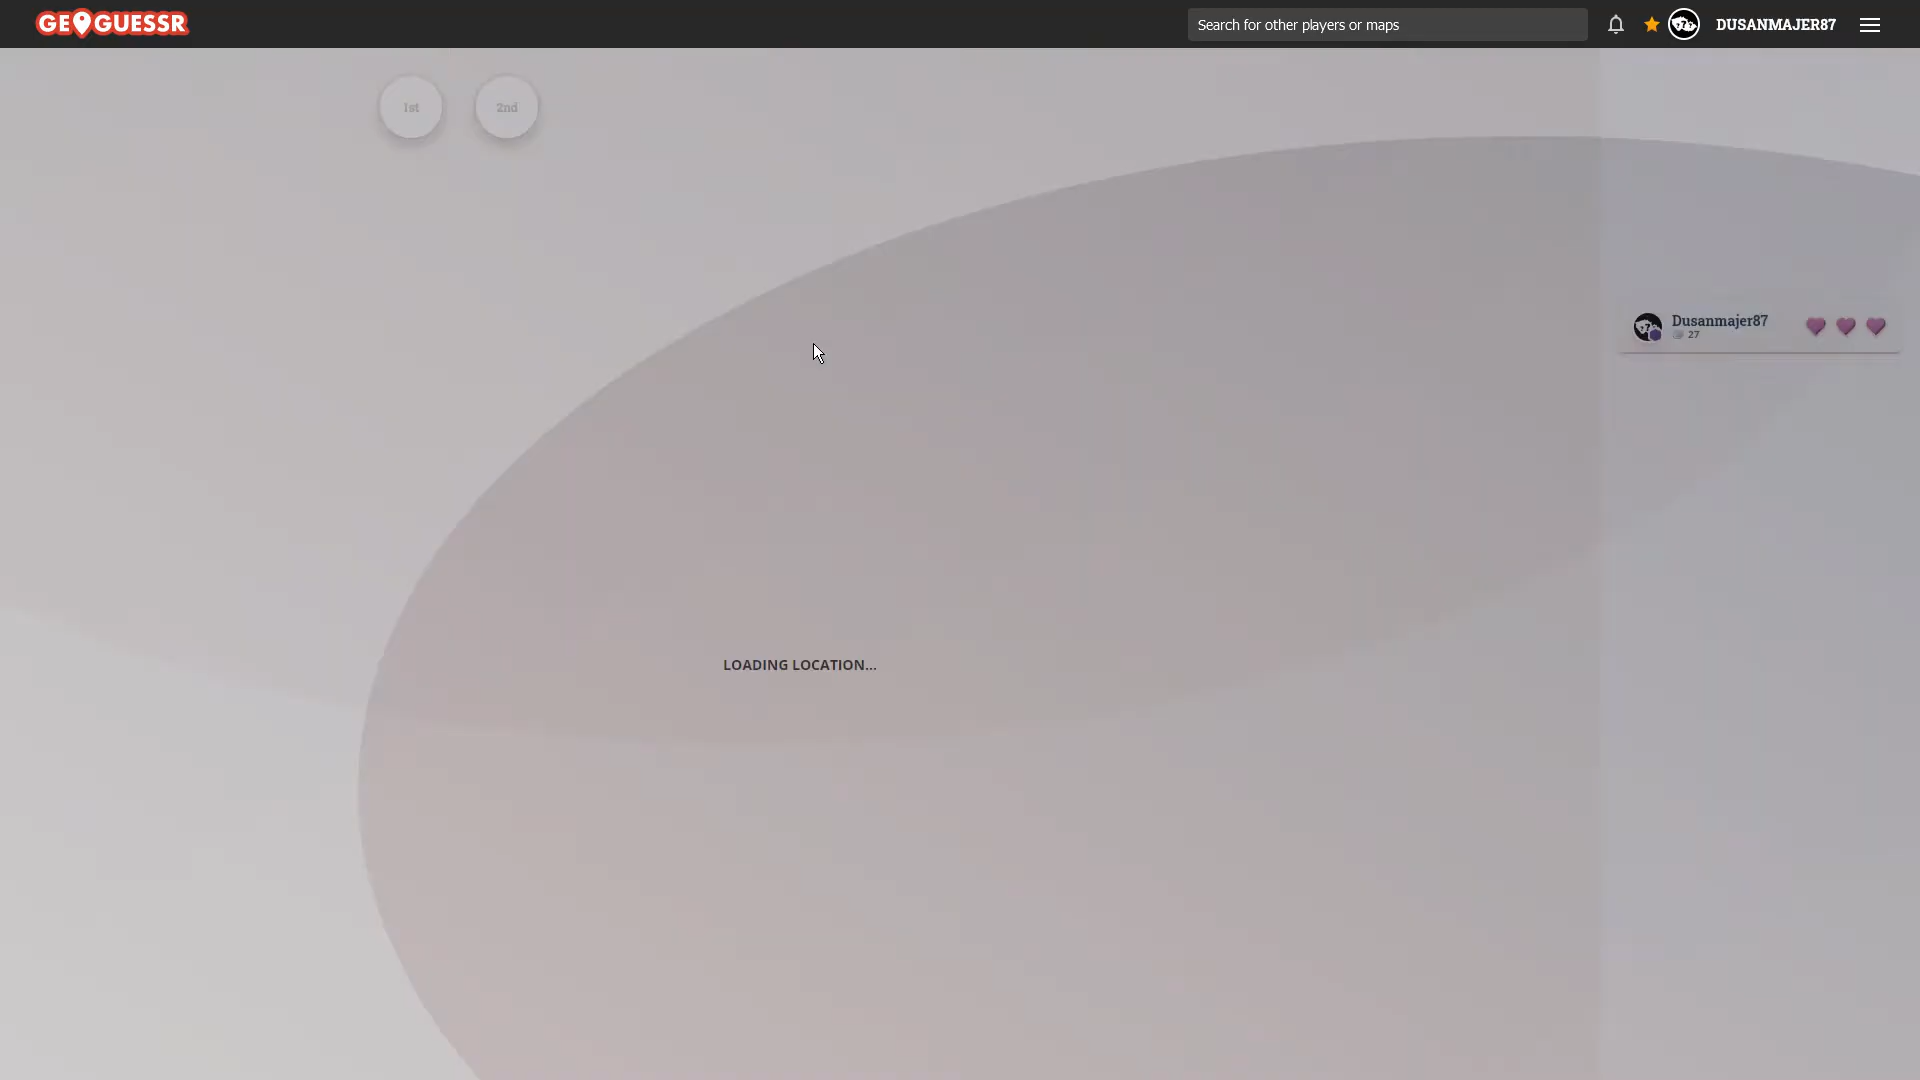 GEOGUESSR
Search for other players or maps
DUSANMAJER87
1st
2nd
Dusanmajer87
27
LOADING LOCATION...